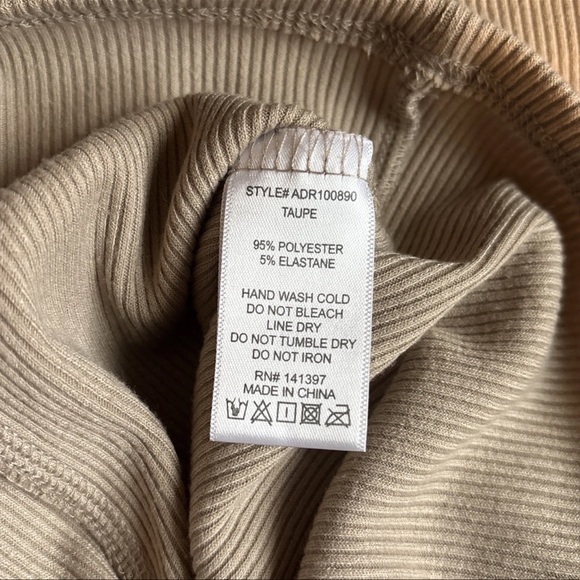 STYLE# ADR100890
TAUPE
95% POLYESTER
5% ELASTANE
HAND WASH COLD
DO NOT BLEACH
LINE DRY
DO NOT TUMBLE DRY
DO NOT IRON
RN# 141397
MADE IN CHINA